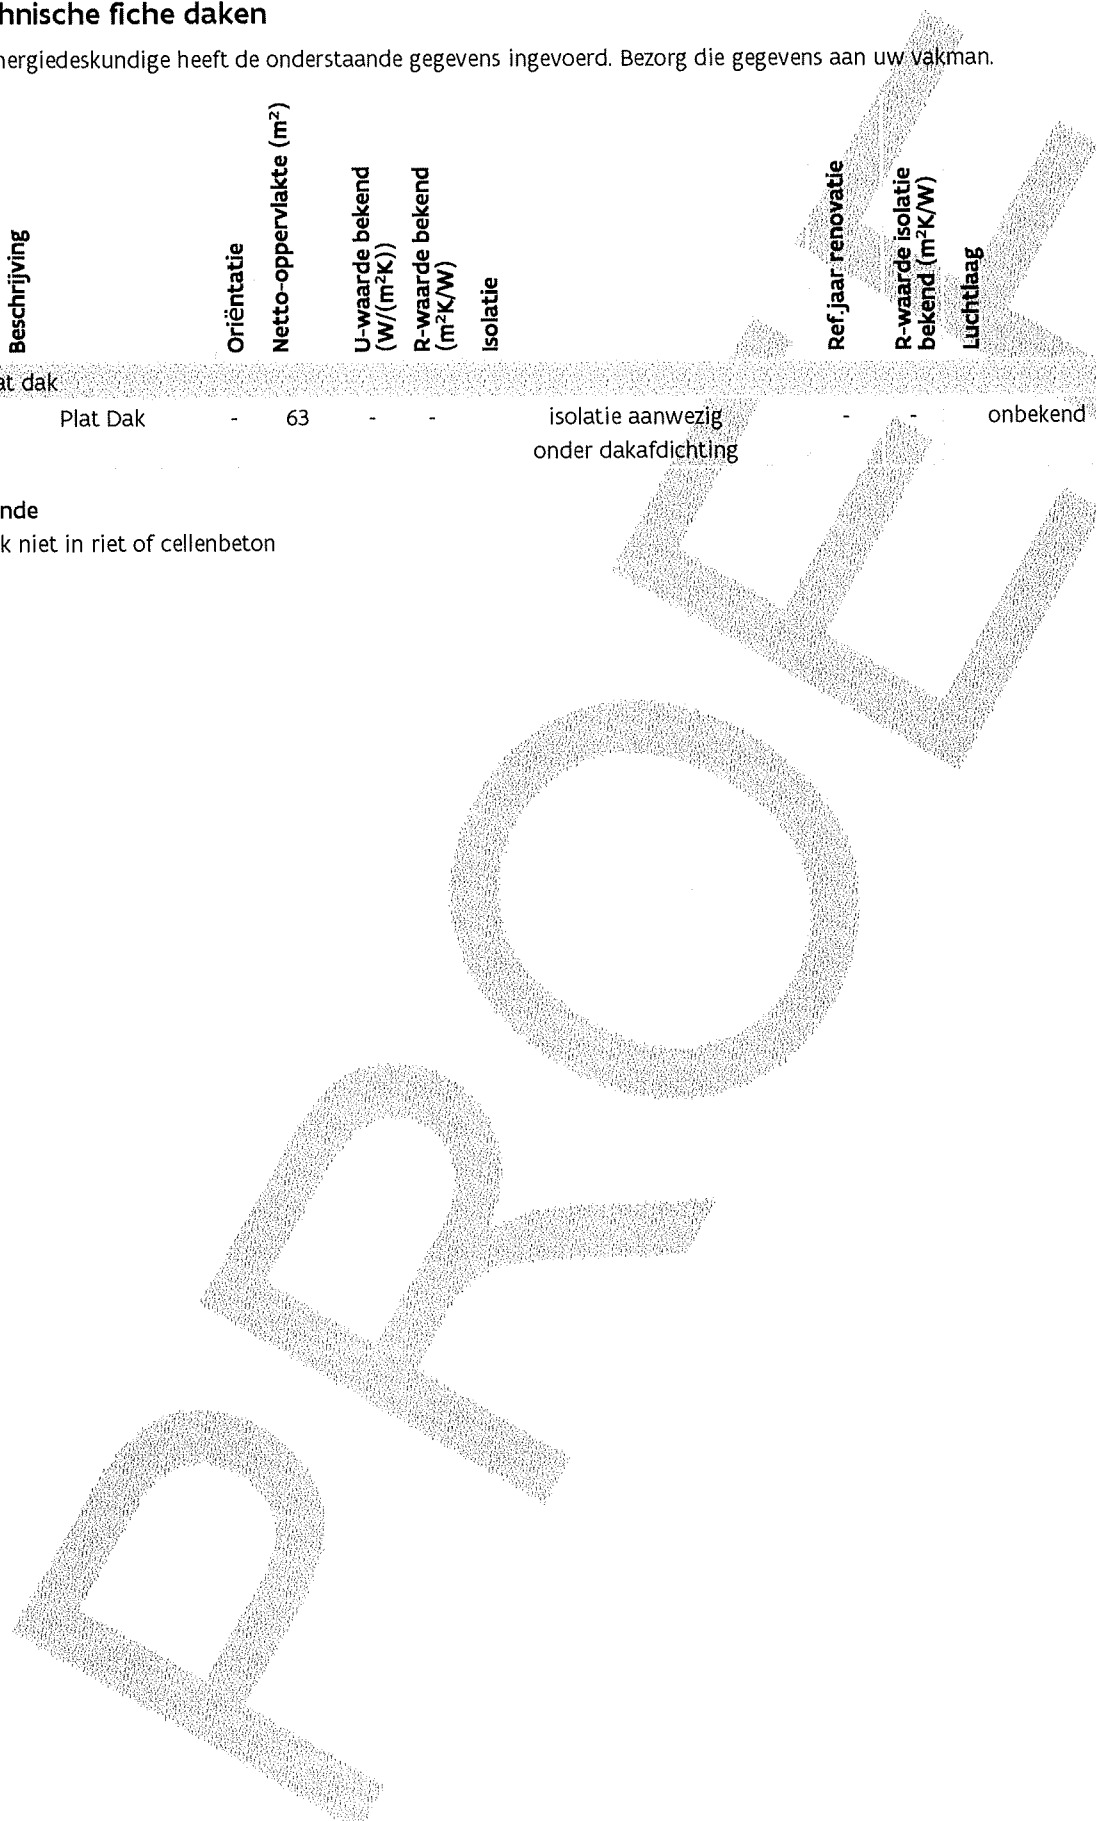 hnische fiche daken
nergiedeskundige heeft de onderstaande gegevens ingevoerd. Bezorg die gegevens aan uw vakman.
Beschrijving
Oriëntatie
Netto-oppervlakte (m²)
U-waarde bekend
(W/(m²K))
R-waarde bekend
(m²K/W)
Isolatie
Ref.jaar renovatie
R-waarde isolatie
bekend (m²K/W)
Luchtlaag
at dak
Plat Dak - 63 - - isolatie aanwezig - - onbekend
onder dakafdichting
nde
k niet in riet of cellenbeton
PROEF